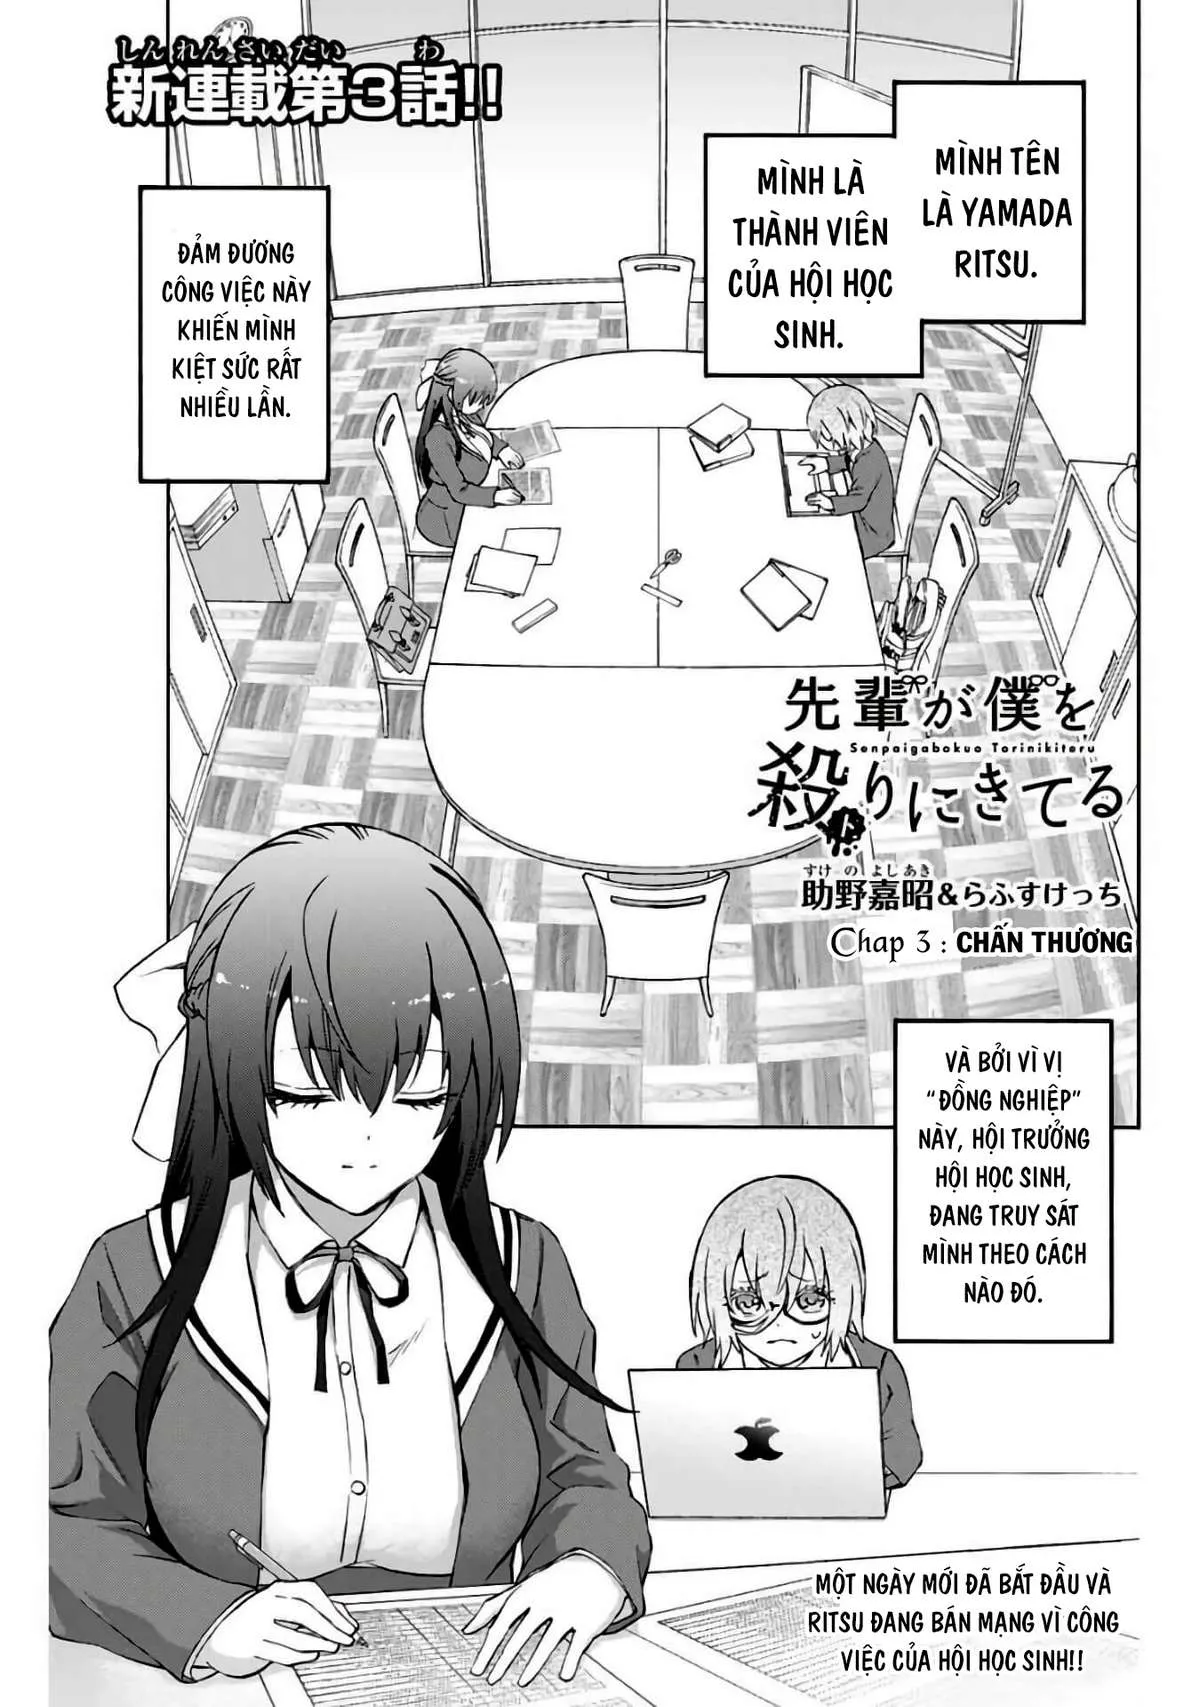 しんれんさいだいわ
新連載第3話!!
MÌNH TÊN
LÀ YAMADA
RITSU.
MÌNH LÀ
THÀNH VIÊN
CỦA HỘI HỌC
SINH.
ĐẢM ĐƯƠNG
CÔNG VIỆC NÀY
KHIẾN MÌNH
KIỆT SỨC RẤT
NHIỀU LẦN.
先輩が僕を
Senpaigabokuo Torinikiteru
殺りにきてる
ト
すけのよしあき
助野嘉昭&らふすけっち
Chap 3 : CHẤN THƯƠNG
VÀ BỞI VÌ VỊ
“ĐỒNG NGHIỆP”
NÀY, HỘI TRƯỞNG
HỘI HỌC SINH,
ĐANG TRUY SÁT
MÌNH THEO CÁCH
NÀO ĐÓ.
MỘT NGÀY MỚI ĐÃ BẮT ĐẦU VÀ
RITSU ĐANG BÁN MẠNG VÌ CÔNG
VIỆC CỦA HỘI HỌC SINH!!